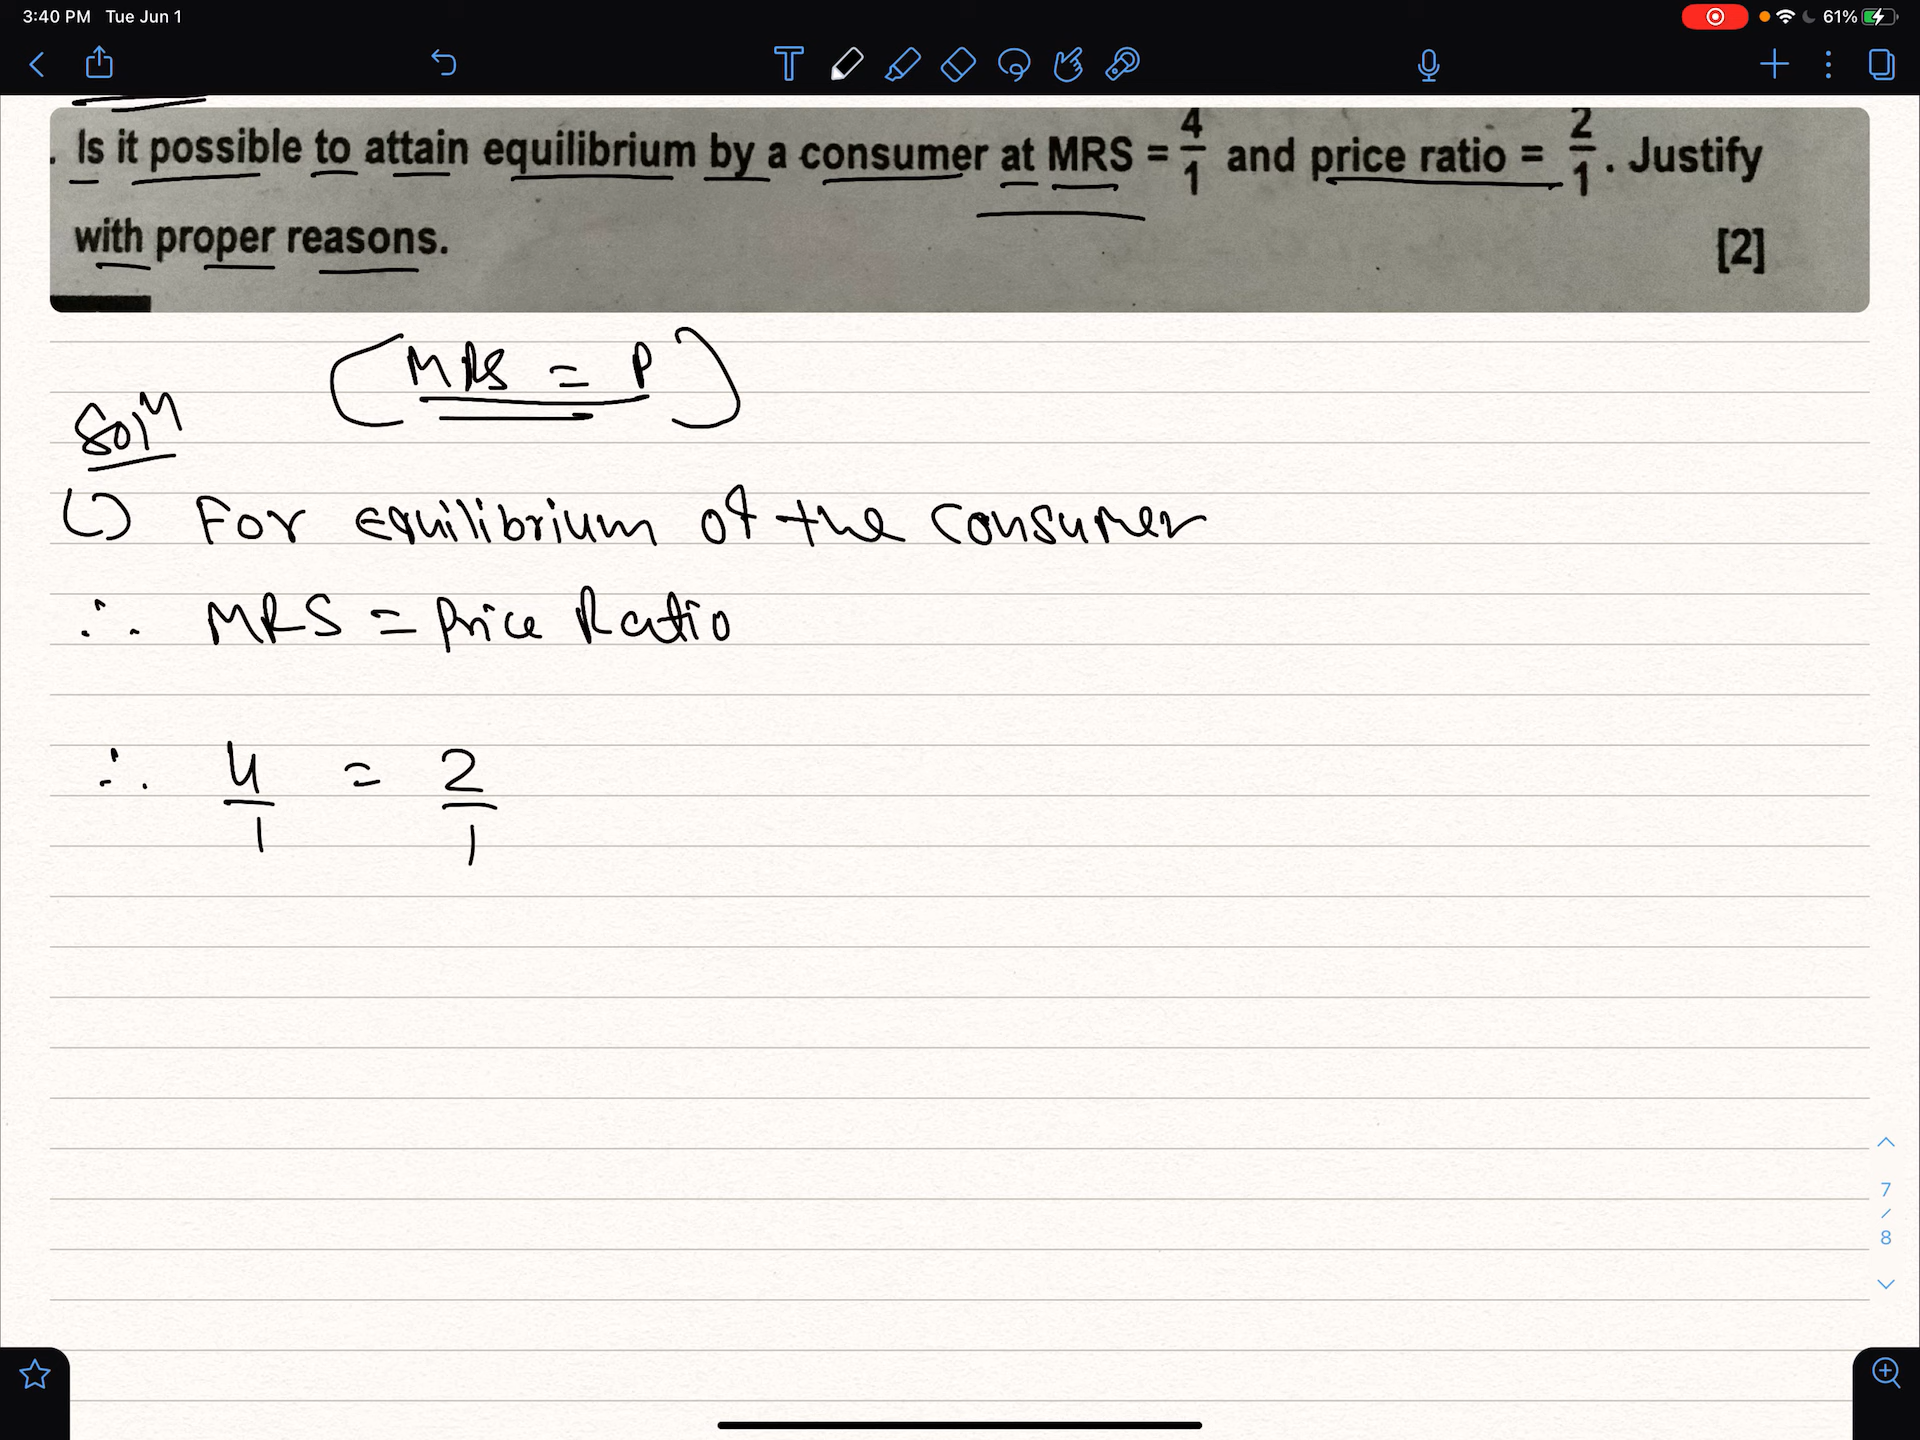 3:40 PM Tue Jun 1
61%
T
. Is it possible to attain equilibrium by a consumer at MRS = 4/1 and price ratio = 2/1. Justify
with proper reasons. [2]
(MRS = P)
Soln
(1) For Equilibrium of the Consumer
∴ MRS = Price Ratio
∴ 4/1 = 2/1
7
/
8